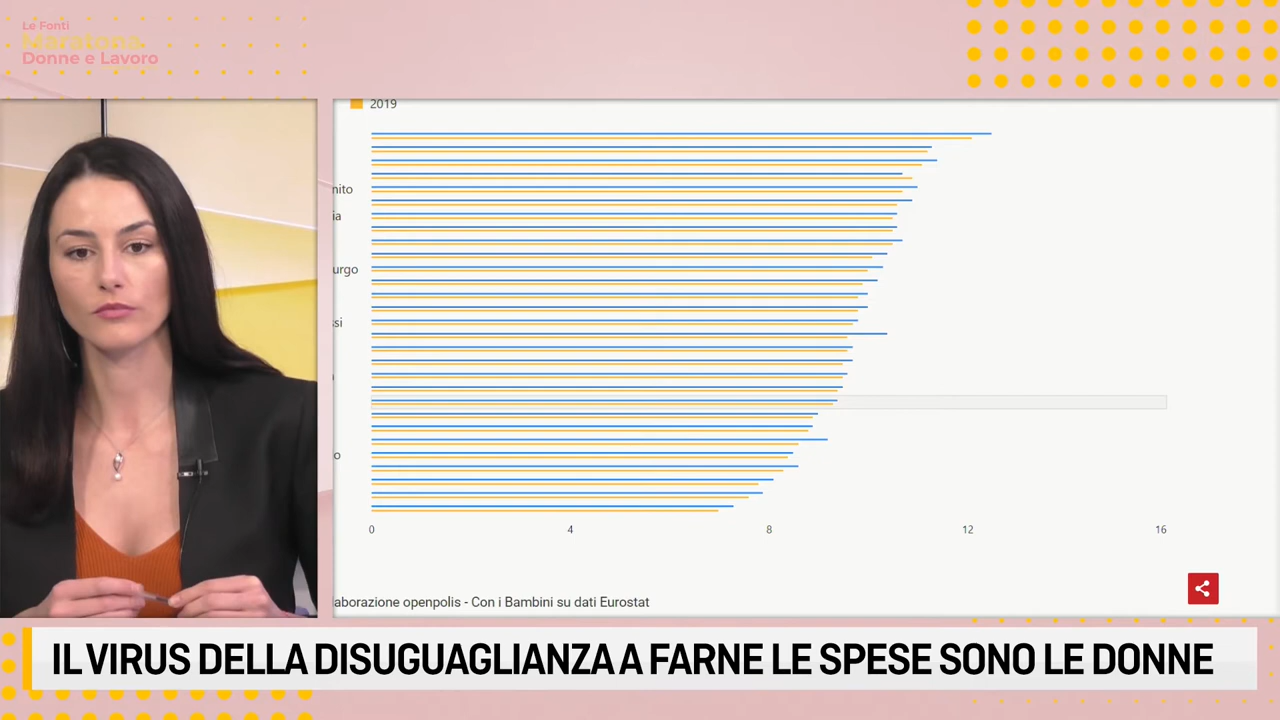 Le Fonti
Maratona
Donne e Lavoro
2019
nito
ia
urgo
ssi
o
0 4 8 12 16
aborazione openpolis - Con i Bambini su dati Eurostat
IL VIRUS DELLA DISUGUAGLIANZA A FARNE LE SPESE SONO LE DONNE